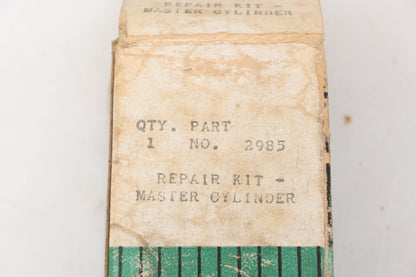 REPAIR KIT -
MASTER CYLINDER
QTY. PART
1 NO. 2985
REPAIR KIT -
MASTER CYLINDER